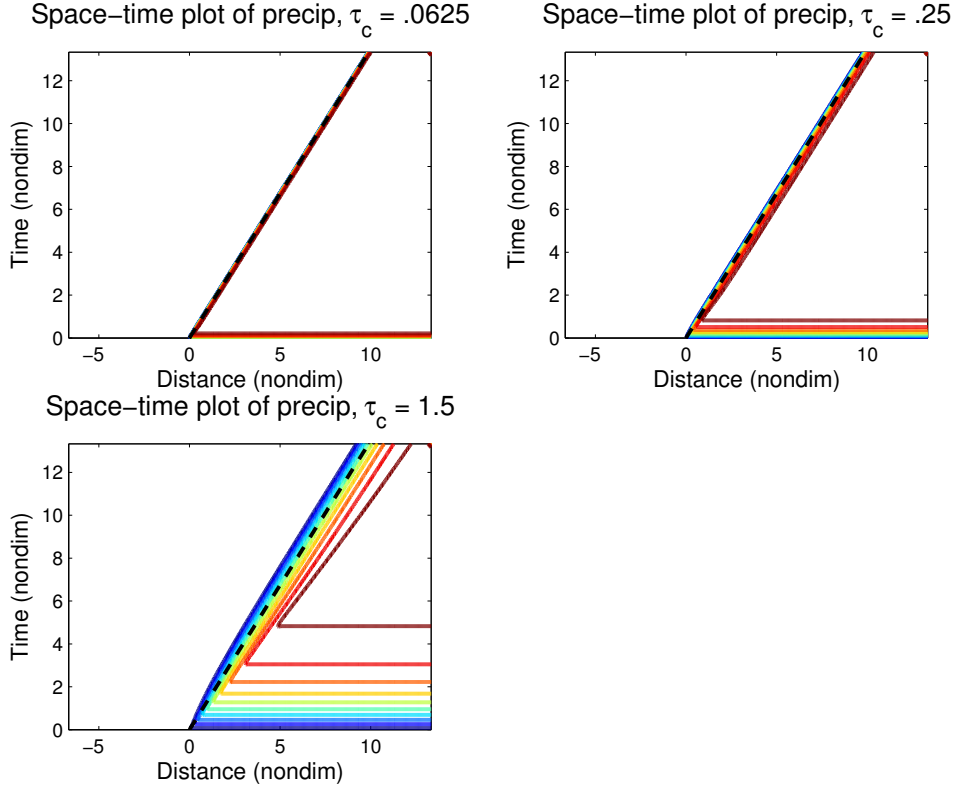 Space−time plot of precip, τc = .0625
12
10
8
6
4
2
0
Time (nondim)
−5 0 5 10
Distance (nondim)
Space−time plot of precip, τc = .25
12
10
8
6
4
2
0
Time (nondim)
−5 0 5 10
Distance (nondim)
Space−time plot of precip, τc = 1.5
12
10
8
6
4
2
0
Time (nondim)
−5 0 5 10
Distance (nondim)